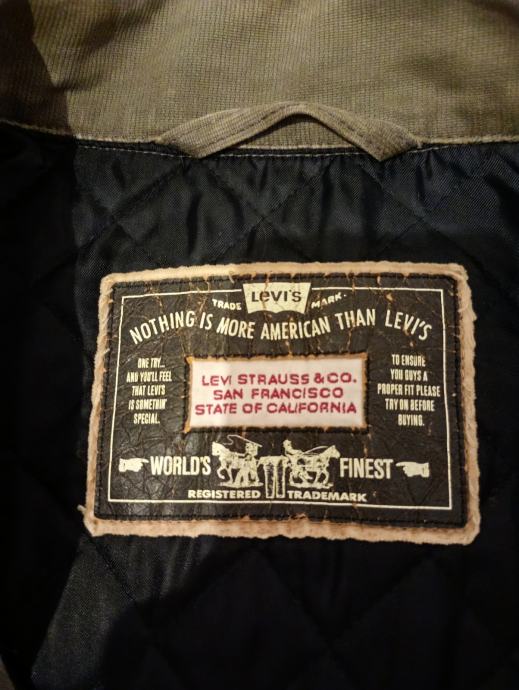 TRADE LEVI'S MARK.
NOTHING IS MORE AMERICAN THAN LEVI'S
ONE TRY...
AND YOU'LL FEEL
THAT LEVI'S
IS SOMETHIN'
SPECIAL.
LEVI STRAUSS & CO.
SAN FRANCISCO
STATE OF CALIFORNIA
TO ENSURE
YOU GUYS A
PROPER FIT PLEASE
TRY ON BEFORE
BUYING.
WORLD'S FINEST
REGISTERED TRADEMARK